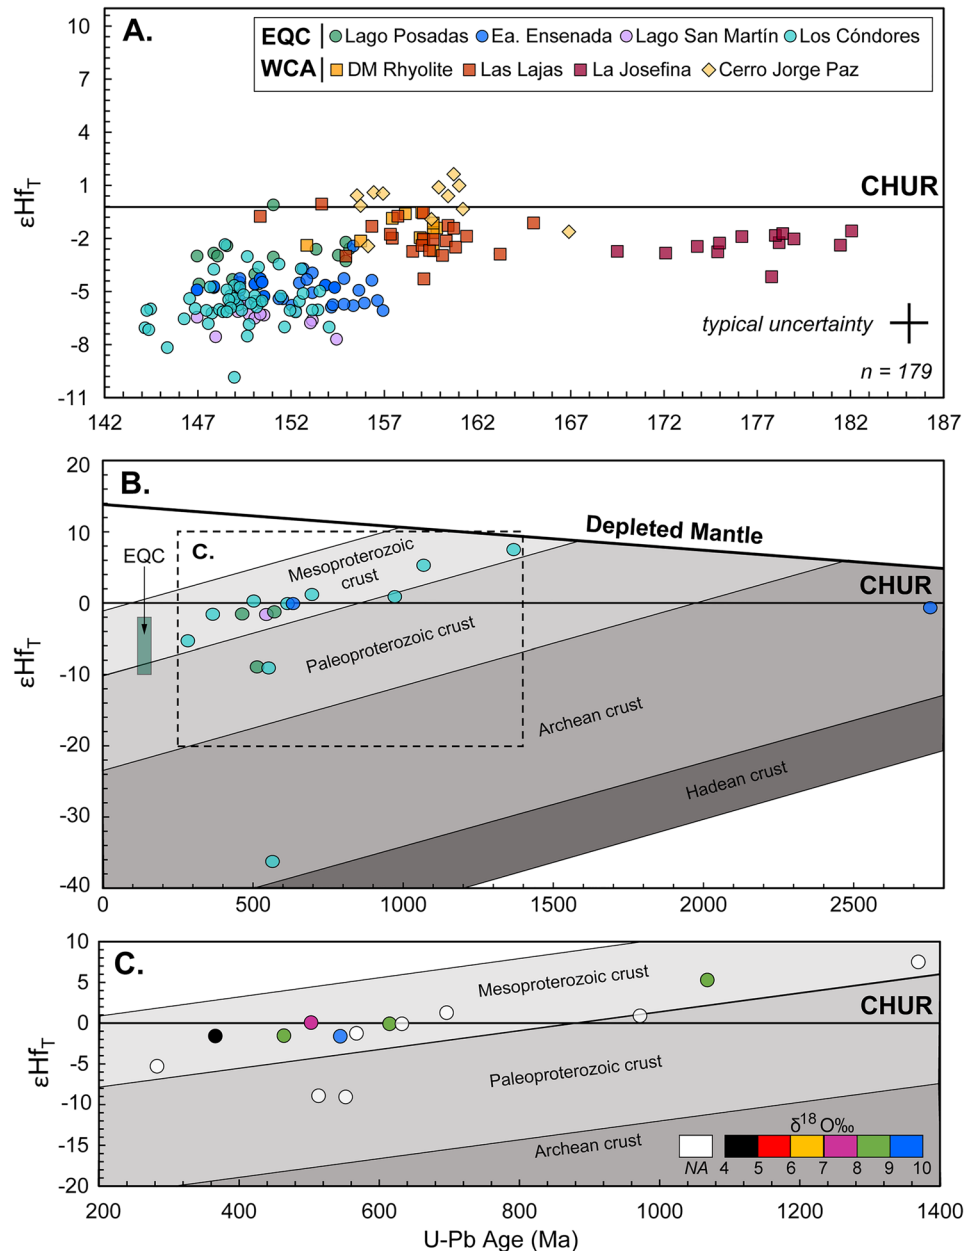 A.
EQC Lago Posadas Ea. Ensenada Lago San Martín Los Cóndores
WCA DM Rhyolite Las Lajas La Josefina Cerro Jorge Paz
10
7
4
1
-2
-5
-8
-11
εHf_T
CHUR
typical uncertainty
n = 179
142 147 152 157 162 167 172 177 182 187
B.
20
10
0
-10
-20
-30
-40
εHf_T
Depleted Mantle
EQC
C.
Mesoproterozoic
crust
CHUR
Paleoproterozoic crust
Archean crust
Hadean crust
0 500 1000 1500 2000 2500
C.
10
5
0
-5
-10
-15
-20
εHf_T
Mesoproterozoic crust
CHUR
Paleoproterozoic crust
Archean crust
δ¹⁸O‰
NA 4 5 6 7 8 9 10
200 400 600 800 1000 1200 1400
U-Pb Age (Ma)